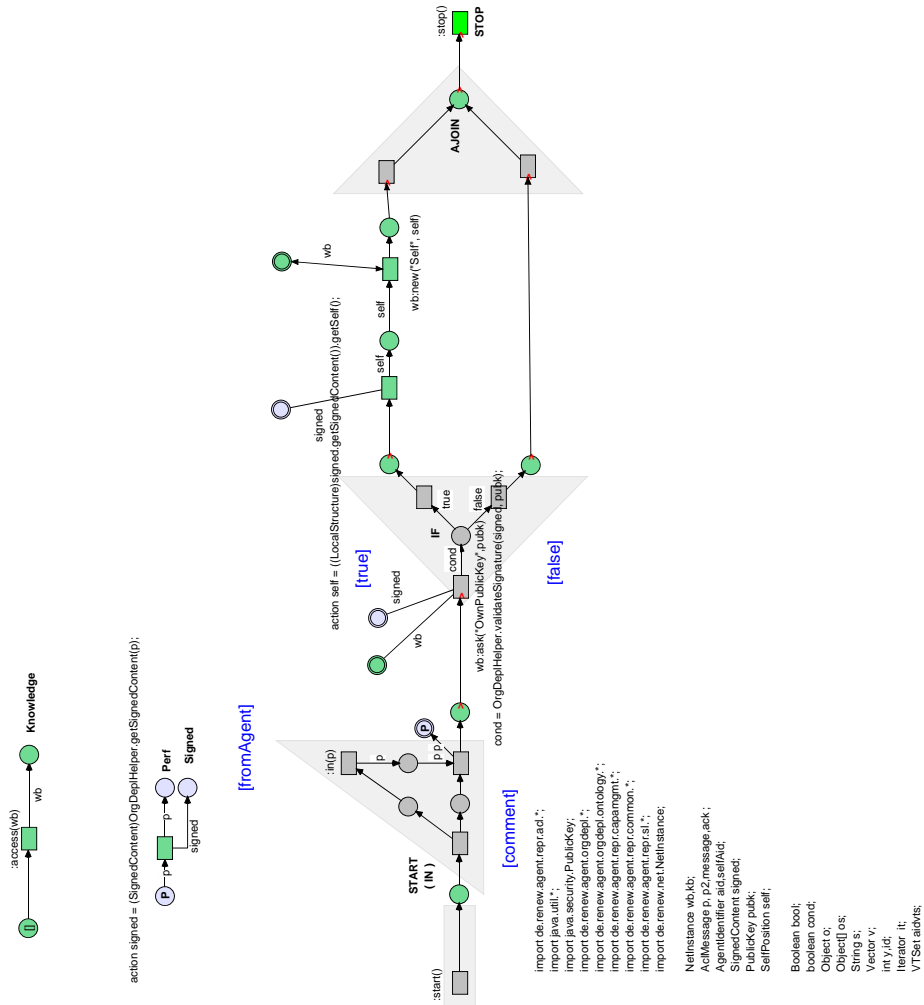 :access(wb)
[]
wb
Knowledge
action signed = (SignedContent)OrgDeplHelper.getSignedContent(p);
P
p
p
Perf
signed
Signed
[fromAgent]
:start()
START
( IN )
:in(p)
p
p
p
P
[comment]
wb
signed
wb:ask("OwnPublicKey",pubk)
cond = OrgDeplHelper.validateSignature(signed, pubk);
cond
IF
true
false
[true]
[false]
action self = ((LocalStructure)signed.getSignedContent()).getSelf();
signed
self
self
wb
wb:new("Self", self)
AJOIN
:stop()
STOP
import de.renew.agent.repr.acl.*;
import java.util.*;
import java.security.PublicKey;
import de.renew.agent.orgdepl.*;
import de.renew.agent.orgdepl.ontology.*;
import de.renew.agent.repr.capamgmt.*;
import de.renew.agent.repr.common.*;
import de.renew.agent.repr.sl.*;
import de.renew.net.NetInstance;
NetInstance wb,kb;
AclMessage p, p2,message,ack ;
AgentIdentifier aid,selfAid;
SignedContent signed;
PublicKey pubk;
SelfPosition self;
Boolean bool;
boolean cond;
Object o;
Object[] os;
String s;
Vector v;
int y,id;
Iterator it;
VTSet aidvts;